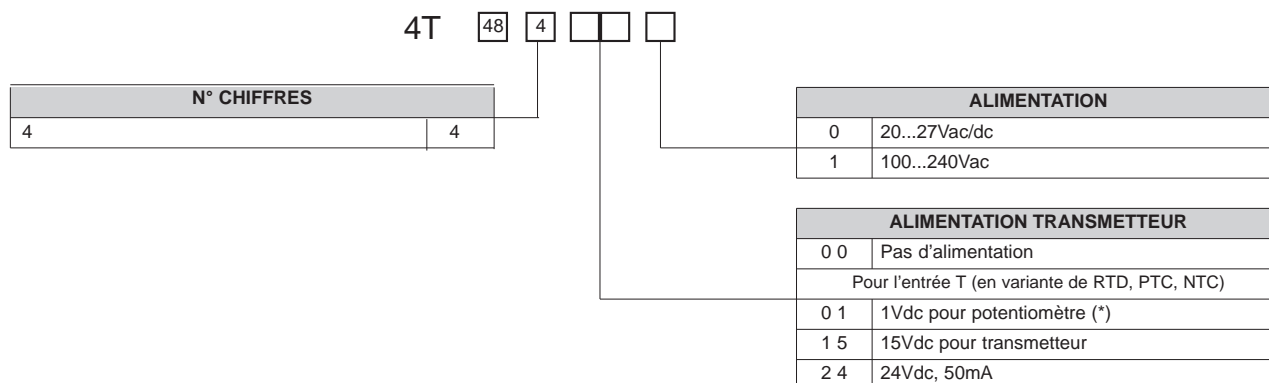 4T 48 4
N° CHIFFRES
4 4
ALIMENTATION
0 20...27Vac/dc
1 100...240Vac
ALIMENTATION TRANSMETTEUR
0 0 Pas d’alimentation
Pour l’entrée T (en variante de RTD, PTC, NTC)
0 1 1Vdc pour potentiomètre (*)
1 5 15Vdc pour transmetteur
2 4 24Vdc, 50mA